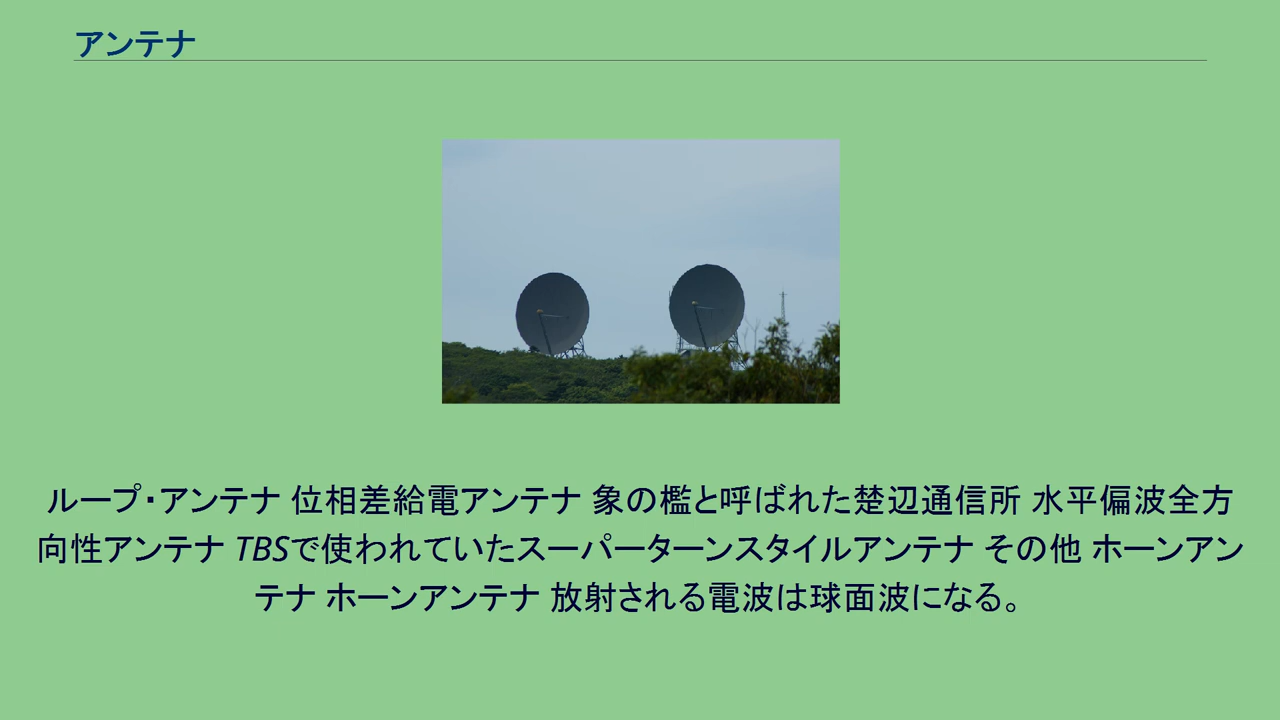 アンテナ
ループ・アンテナ 位相差給電アンテナ 象の檻と呼ばれた楚辺通信所 水平偏波全方
向性アンテナ TBSで使われていたスーパーターンスタイルアンテナ その他 ホーンアン
テナ ホーンアンテナ 放射される電波は球面波になる。